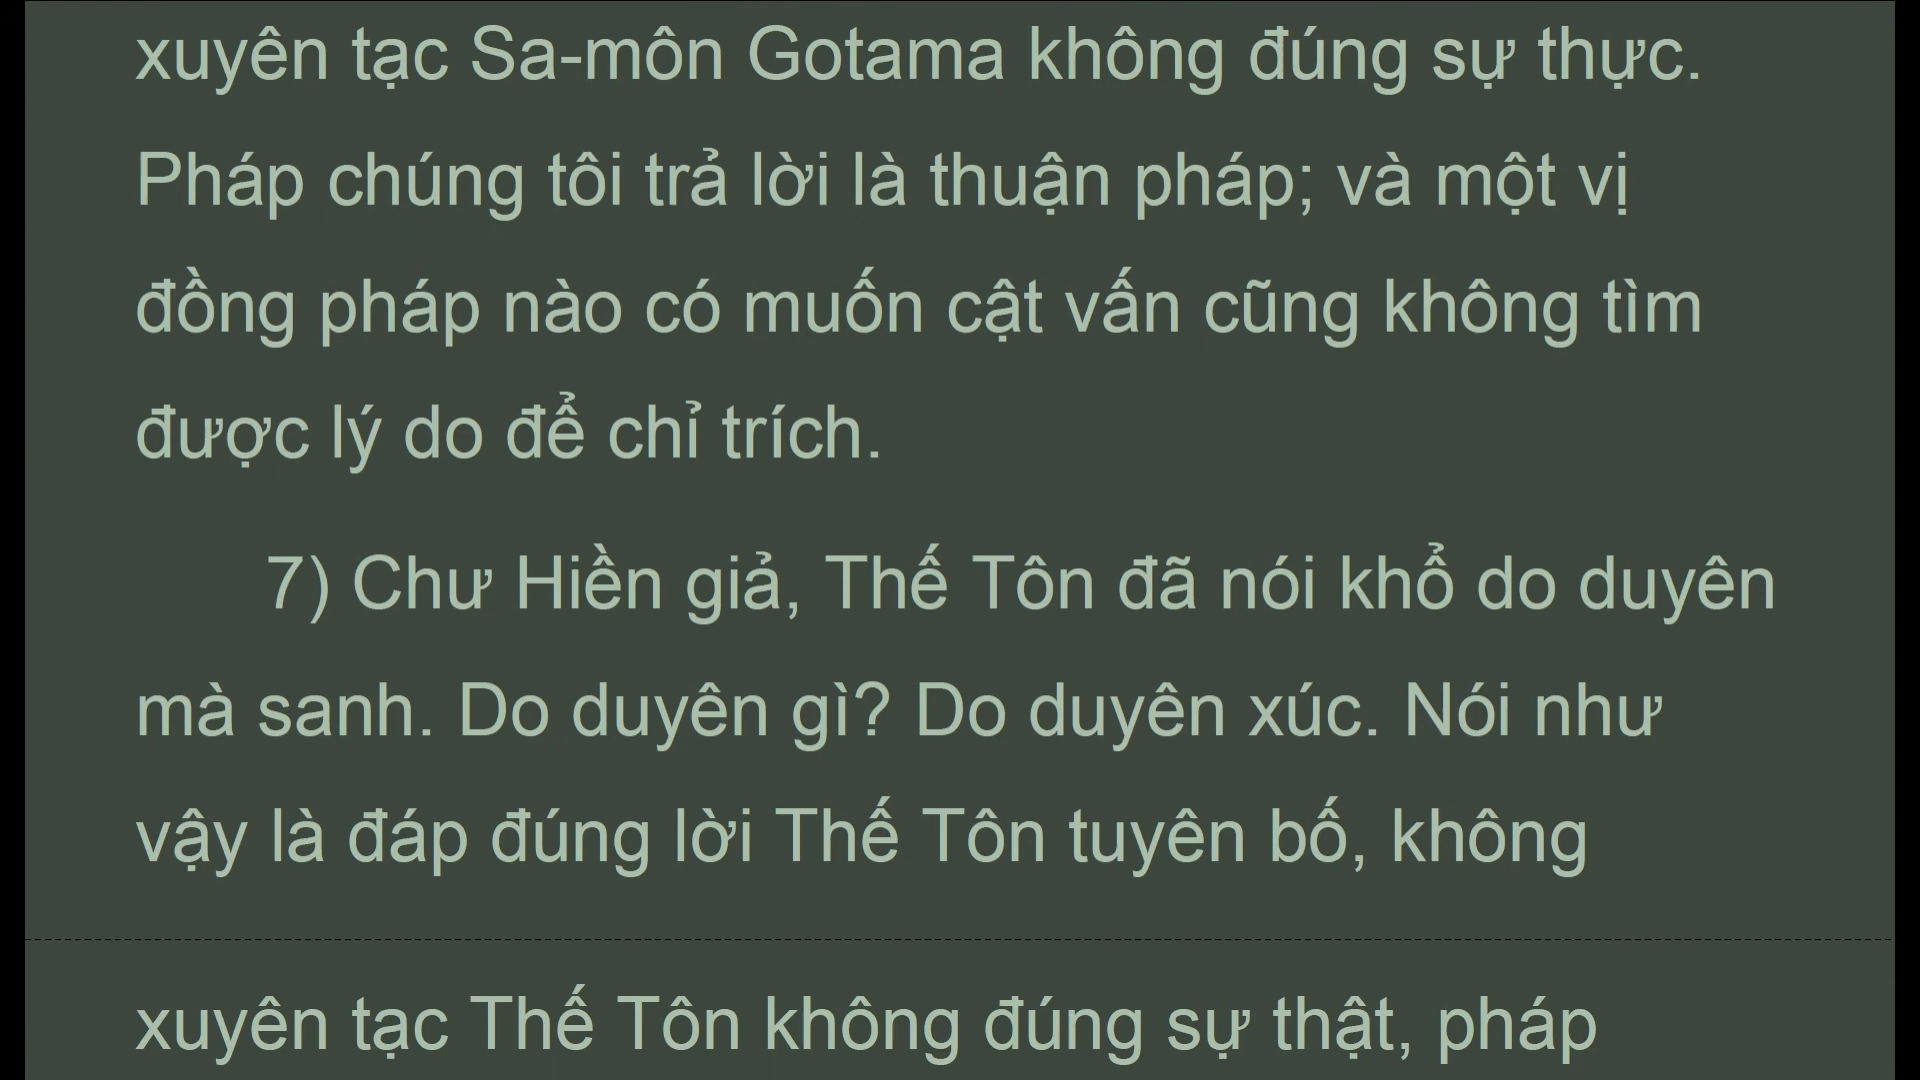 xuyên tạc Sa-môn Gotama không đúng sự thực.
Pháp chúng tôi trả lời là thuận pháp; và một vị
đồng pháp nào có muốn cật vấn cũng không tìm
được lý do để chỉ trích.
7) Chư Hiền giả, Thế Tôn đã nói khổ do duyên
mà sanh. Do duyên gì? Do duyên xúc. Nói như
vậy là đáp đúng lời Thế Tôn tuyên bố, không
xuyên tạc Thế Tôn không đúng sự thật, pháp